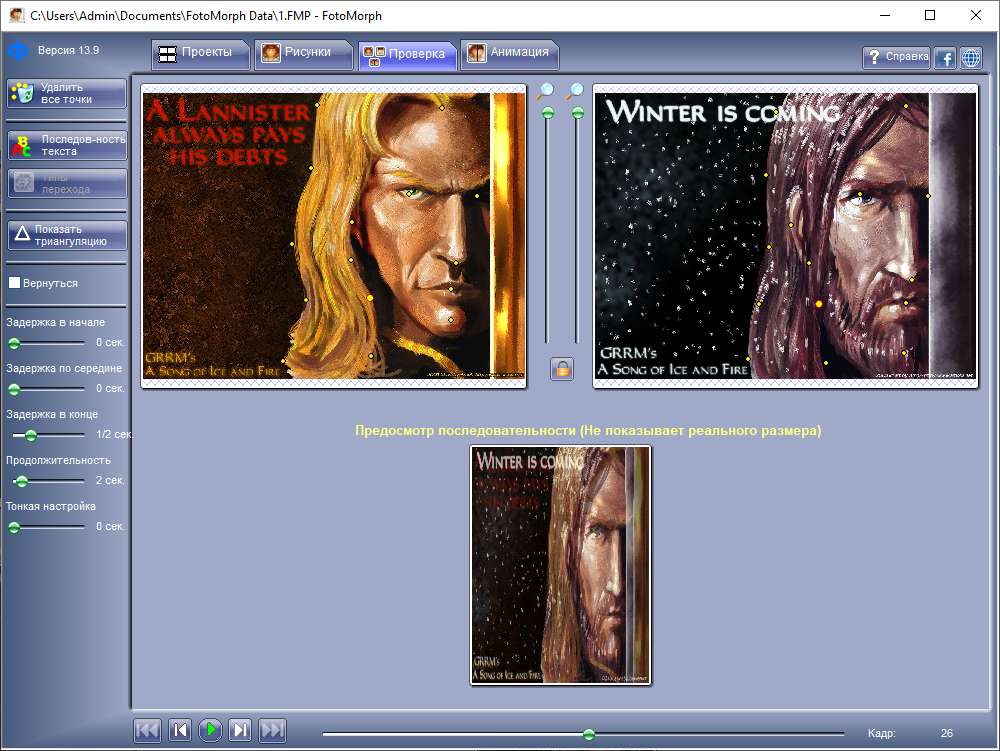 C:\Users\Admin\Documents\FotoMorph Data\1.FMP - FotoMorph
Версия 13.9
Проекты
Рисунки
Проверка
Анимация
? Справка
Удалить
все точки
Последов-ность
текста
Типы
перехода
Показать
триангуляцию
Вернуться
Задержка в начале
0 сек.
Задержка по середине
0 сек.
Задержка в конце
1/2 сек.
Продолжительность
2 сек.
Тонкая настройка
0 сек.
A Lannister
always pays
his debts
GRRM's
A Song of Ice and Fire
Winter is coming
GRRM's
A Song of Ice and Fire
Предосмотр последовательности (Не показывает реального размера)
Winter is coming
always pays
his debts
GRRM's
A Song of Ice and Fire
Кадр:
26